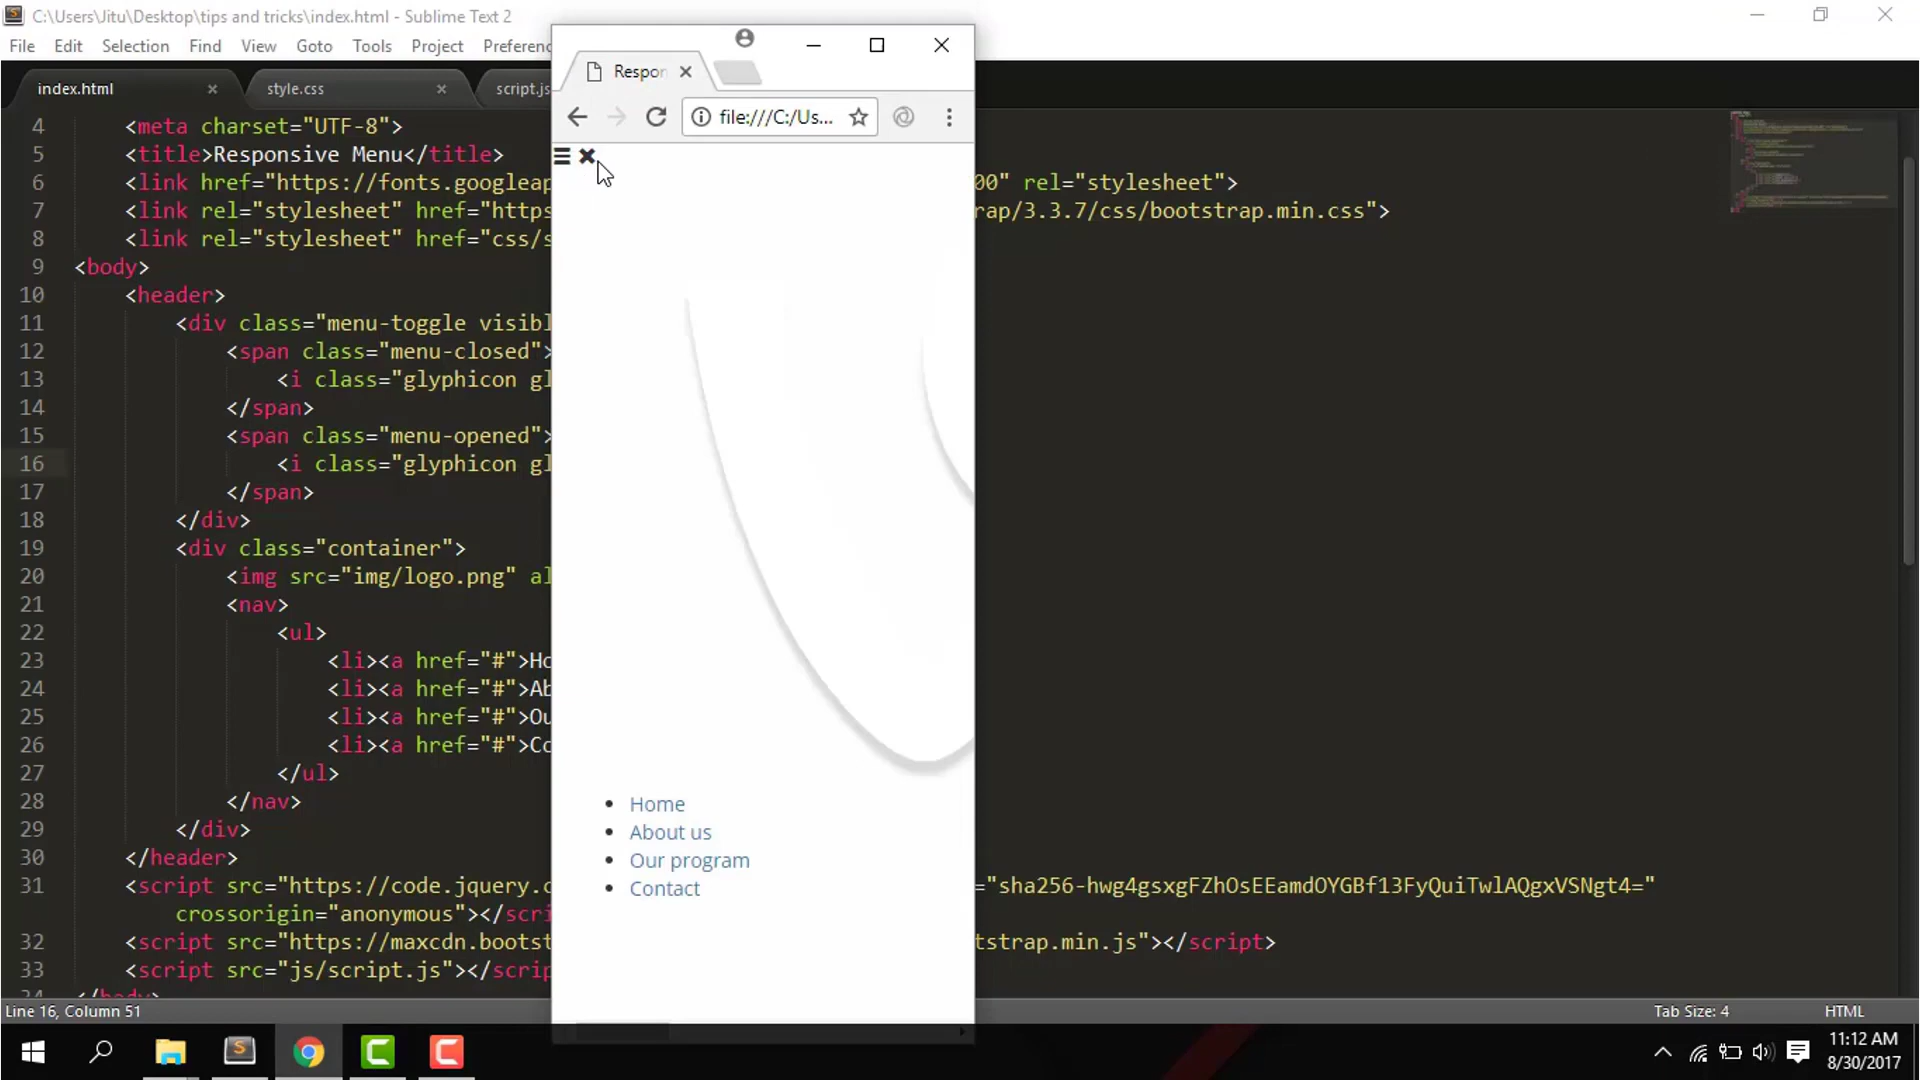 C:\Users\Jitu\Desktop\tips and tricks\index.html - Sublime Text 2
File Edit Selection Find View Goto Tools Project Preferenc
index.html style.css script.js
4 <meta charset="UTF-8">
5 <title>Responsive Menu</title>
6 <link href="https://fonts.googleap 00" rel="stylesheet">
7 <link rel="stylesheet" href="https rap/3.3.7/css/bootstrap.min.css">
8 <link rel="stylesheet" href="css/s
9 <body>
10 <header>
11 <div class="menu-toggle visibl
12 <span class="menu-closed">
13 <i class="glyphicon gl
14 </span>
15 <span class="menu-opened">
16 <i class="glyphicon gl
17 </span>
18 </div>
19 <div class="container">
20 <img src="img/logo.png" al
21 <nav>
22 <ul>
23 <li><a href="#">Ho
24 <li><a href="#">Ab
25 <li><a href="#">Ou
26 <li><a href="#">Co
27 </ul>
28 </nav>
29 </div>
30 </header>
31 <script src="https://code.jquery.c ="sha256-hwg4gsxgFZhOsEEamdOYGBf13FyQuiTwlAQgxVSNgt4="
crossorigin="anonymous"></scri
32 <script src="https://maxcdn.bootst tstrap.min.js"></script>
33 <script src="js/script.js"></scrip
34 </body>
Line 16, Column 51
Tab Size: 4
HTML
Respon
file:///C:/Us...
Home
About us
Our program
Contact
11:12 AM
8/30/2017